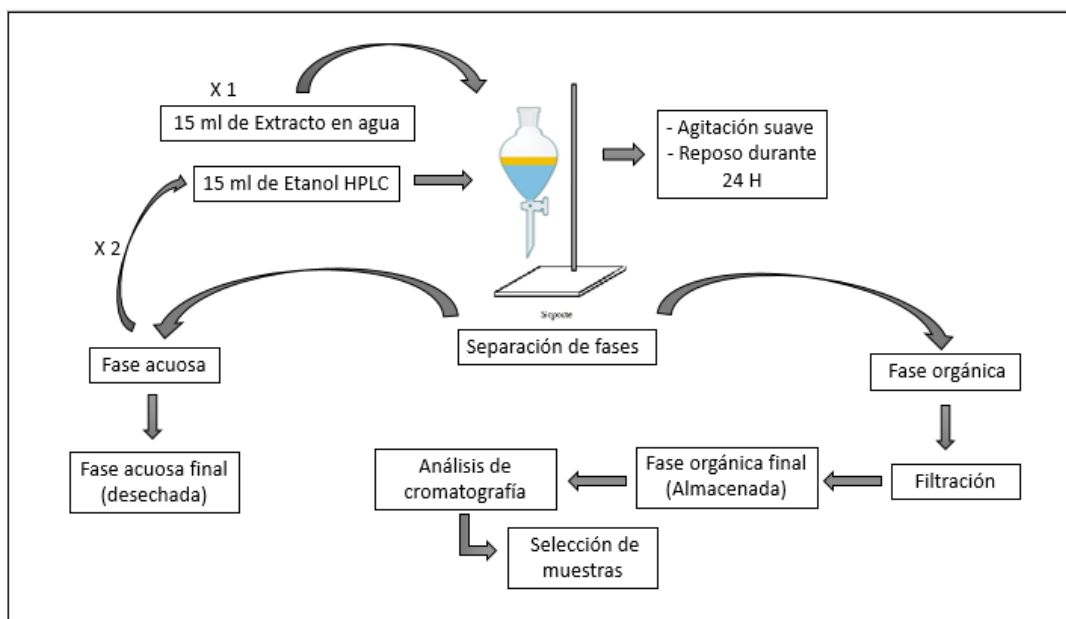 X 1
15 ml de Extracto en agua
15 ml de Etanol HPLC
- Agitación suave
- Reposo durante
24 H
X 2
Soporte
Separación de fases
Fase acuosa
Fase orgánica
Fase acuosa final
(desechada)
Análisis de
cromatografía
Fase orgánica final
(Almacenada)
Filtración
Selección de
muestras